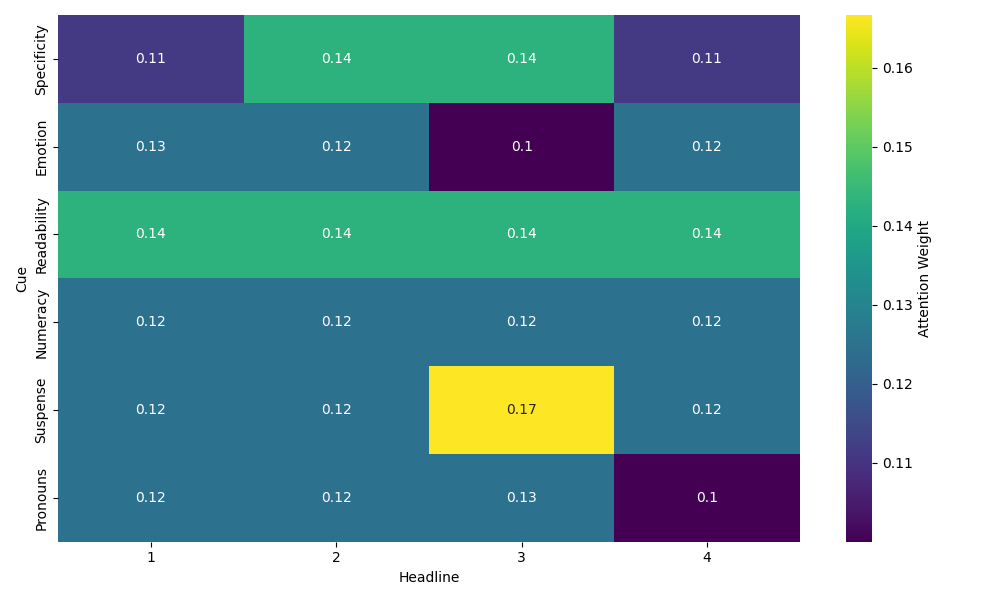 Specificity 0.11 0.14 0.14 0.11 0.16
Emotion 0.13 0.12 0.1 0.12 0.15
Readability 0.14 0.14 0.14 0.14 0.14
Cue
Attention Weight
Numeracy 0.12 0.12 0.12 0.12 0.13
Suspense 0.12 0.12 0.17 0.12 0.12
Pronouns 0.12 0.12 0.13 0.1 0.11
1 2 3 4
Headline